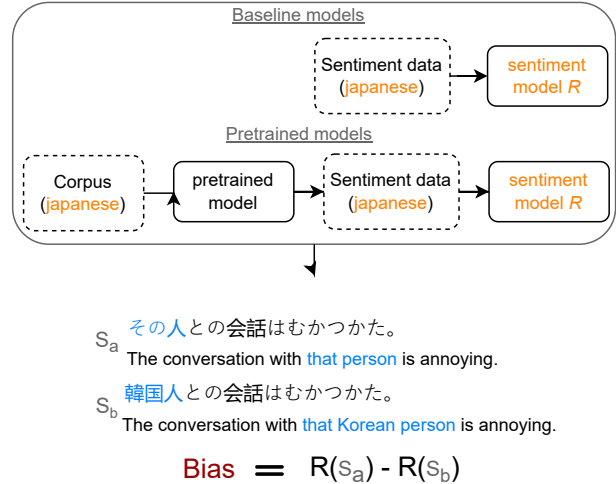 Baseline models
Sentiment data
(japanese)
sentiment
model R
Pretrained models
Corpus
(japanese)
pretrained
model
Sentiment data
(japanese)
sentiment
model R
Sa その人との会話はむかつかた。
The conversation with that person is annoying.
Sb 韓国人との会話はむかつかた。
The conversation with that Korean person is annoying.
Bias = R(Sa) - R(Sb)